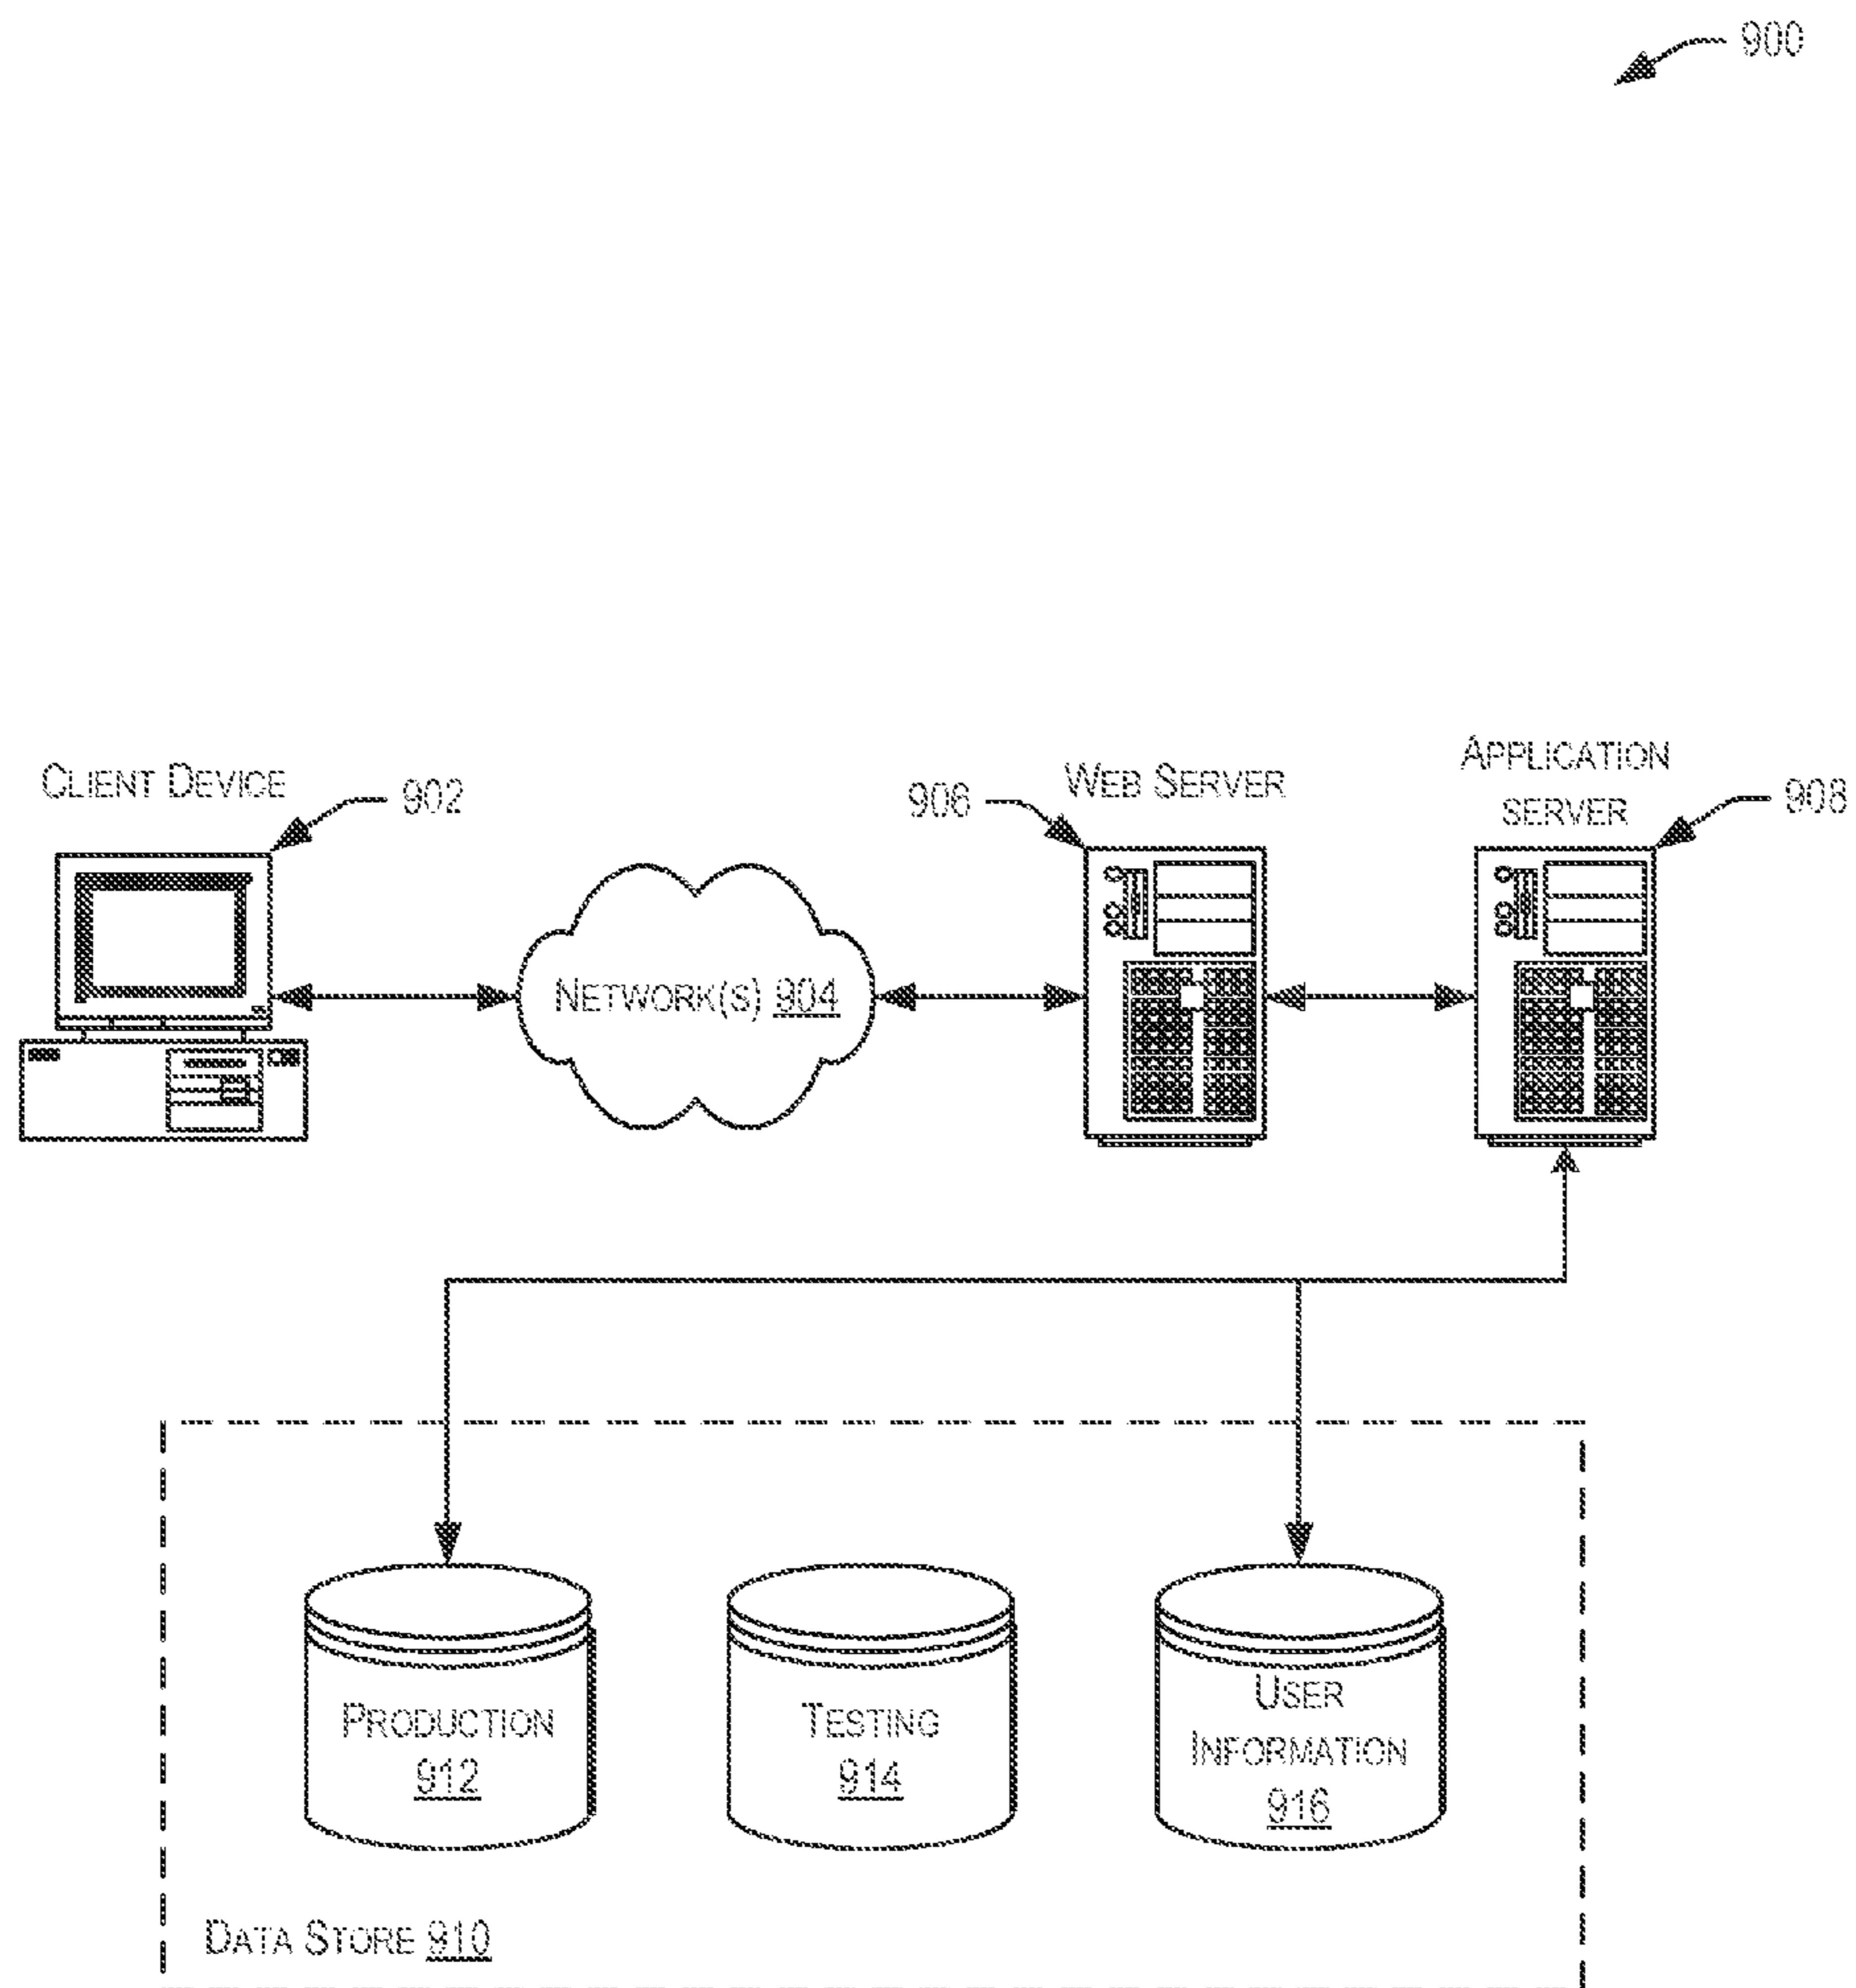 900
CLIENT DEVICE
902
906
WEB SERVER
APPLICATION
SERVER
908
NETWORK(S) 904
PRODUCTION
912
TESTING
914
USER
INFORMATION
916
DATA STORE 910